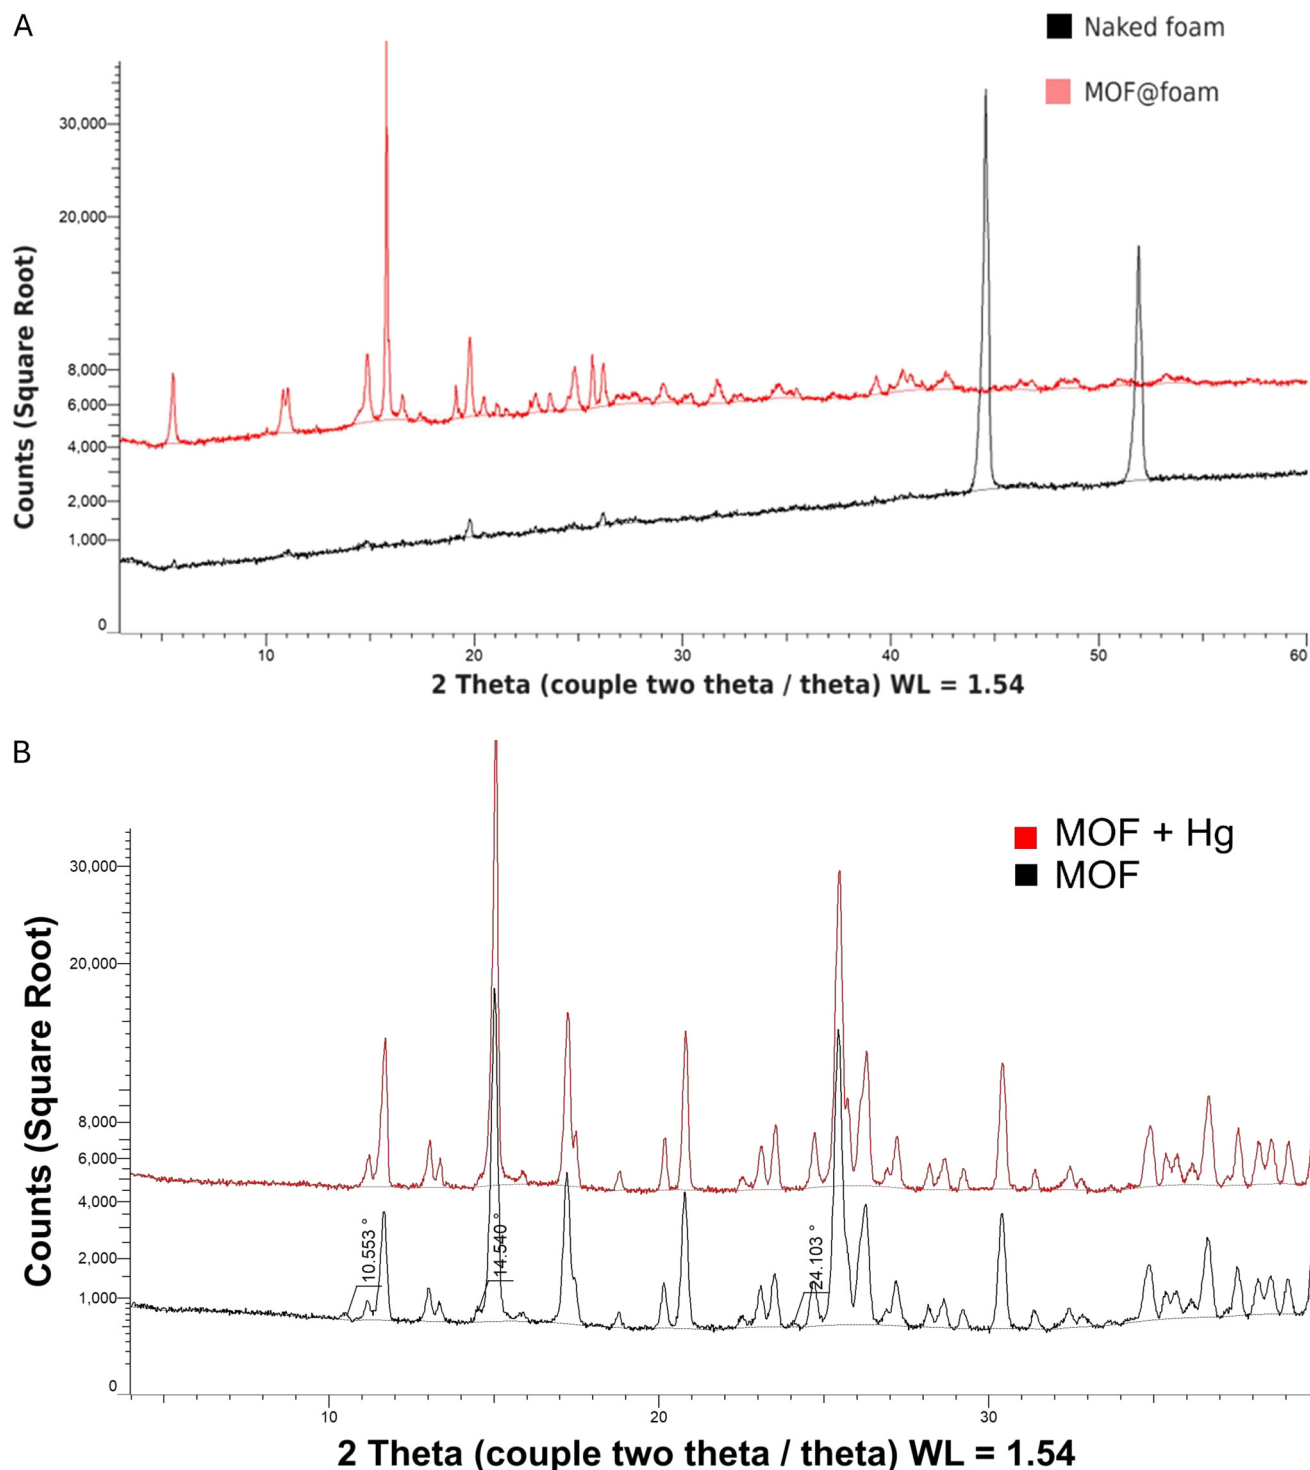 A
Naked foam
MOF@foam
Counts (Square Root)
30,000
20,000
8,000
6,000
4,000
2,000
1,000
0
10 20 30 40 50 60
2 Theta (couple two theta / theta) WL = 1.54
B
MOF + Hg
MOF
Counts (Square Root)
30,000
20,000
8,000
6,000
4,000
2,000
1,000
0
10.553 °
14.540 °
24.103 °
10 20 30
2 Theta (couple two theta / theta) WL = 1.54